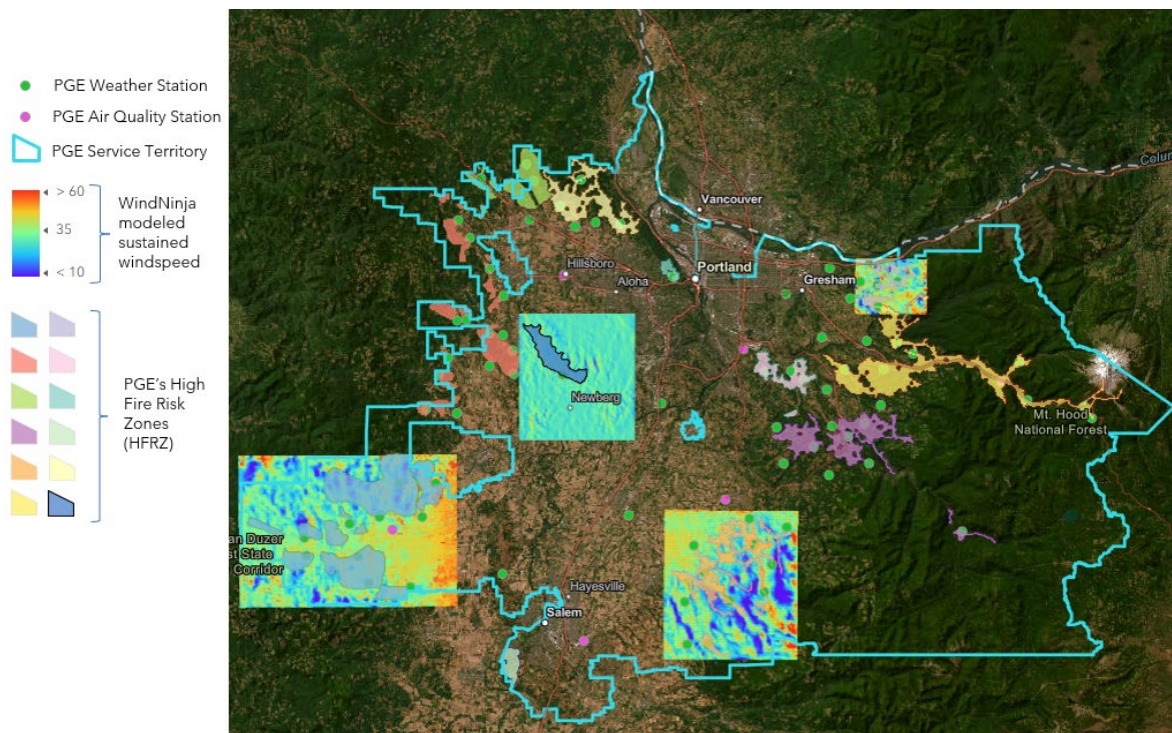 PGE Weather Station
PGE Air Quality Station
PGE Service Territory
> 60
35
< 10
WindNinja
modeled
sustained
windspeed
PGE's High
Fire Risk
Zones
(HFRZ)
Colu
Vancouver
Portland
Hillsboro
Aloha
Gresham
Newberg
Mt. Hood
National Forest
an Duzer
st State
Corridor
Hayesville
Salem